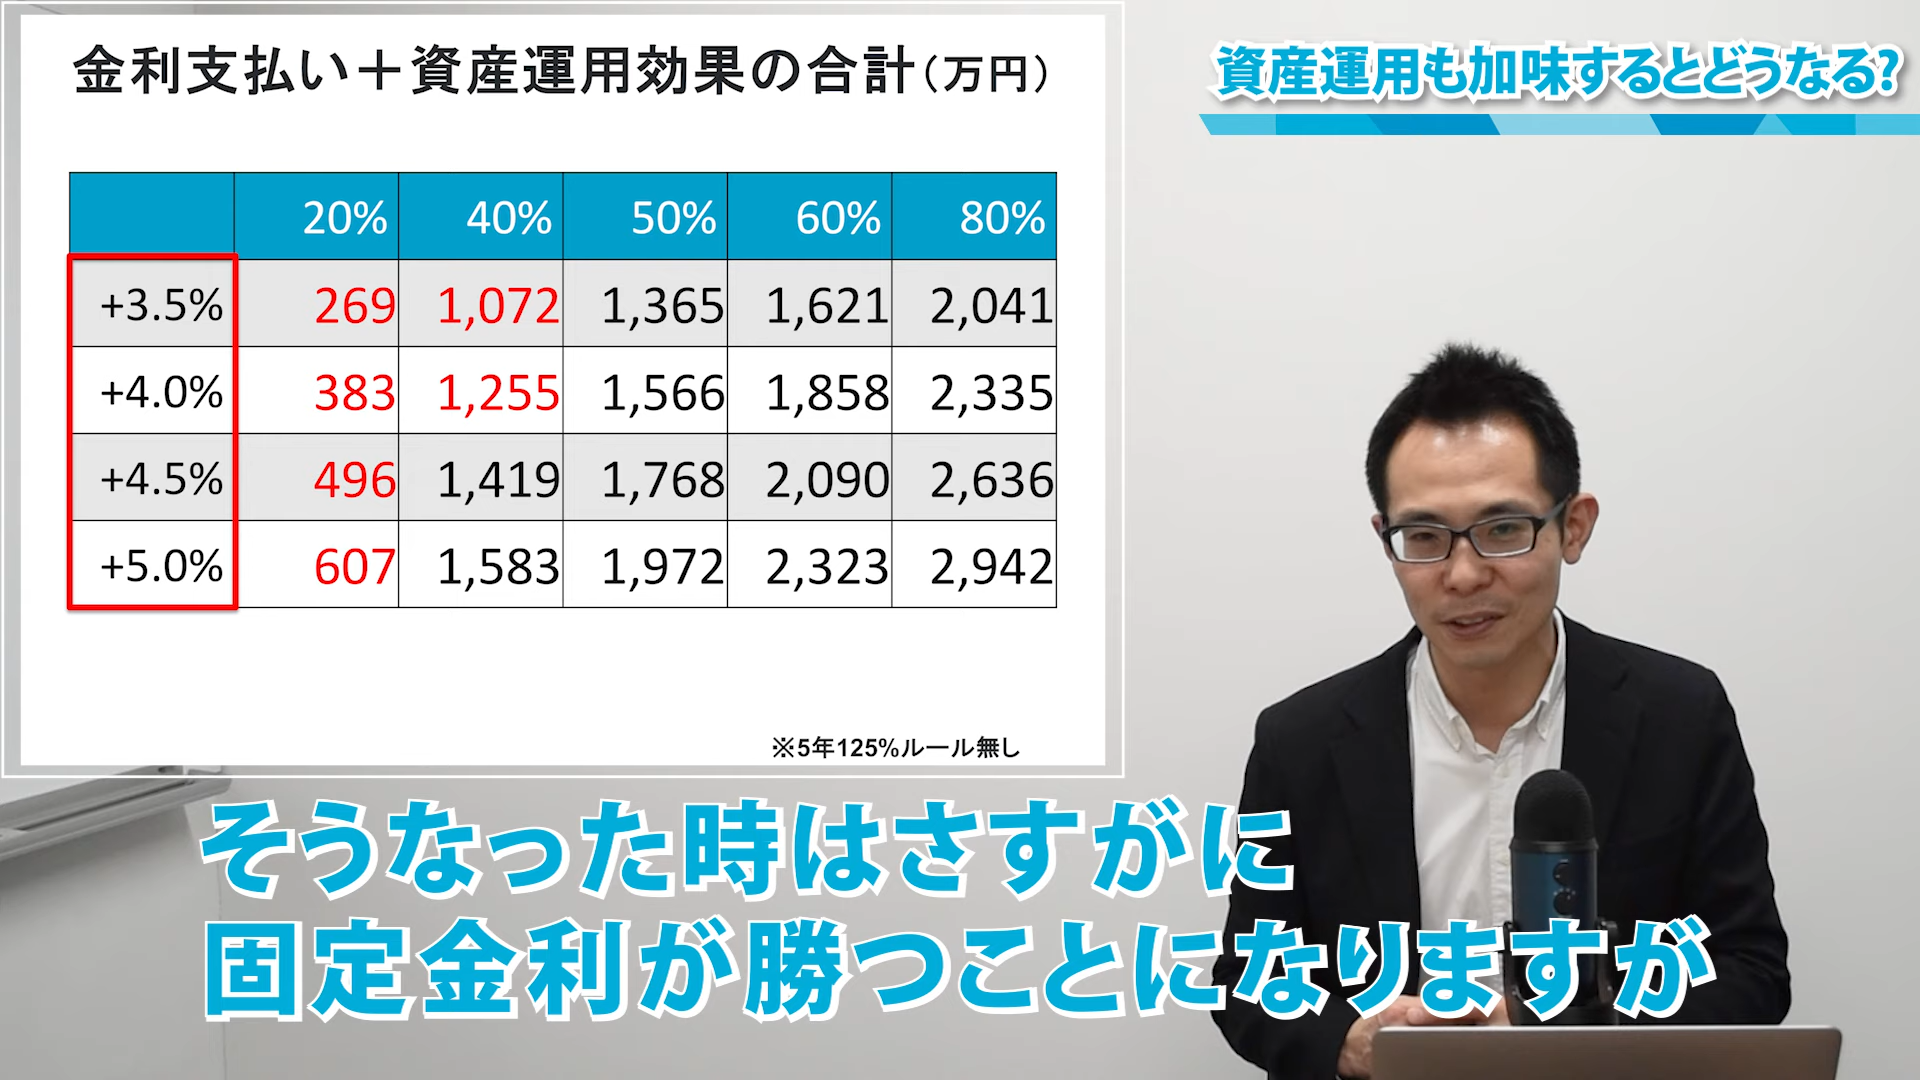 金利支払い＋資産運用効果の合計（万円）
資産運用も加味するとどうなる?
20% 40% 50% 60% 80%
+3.5% 269 1,072 1,365 1,621 2,041
+4.0% 383 1,255 1,566 1,858 2,335
+4.5% 496 1,419 1,768 2,090 2,636
+5.0% 607 1,583 1,972 2,323 2,942
※5年125%ルール無し
そうなった時はさすがに
固定金利が勝つことになりますが